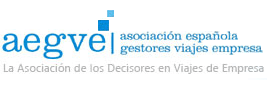 aegve
asociación española
gestores viajes empresa
La Asociación de los Decisores en Viajes de Empresa